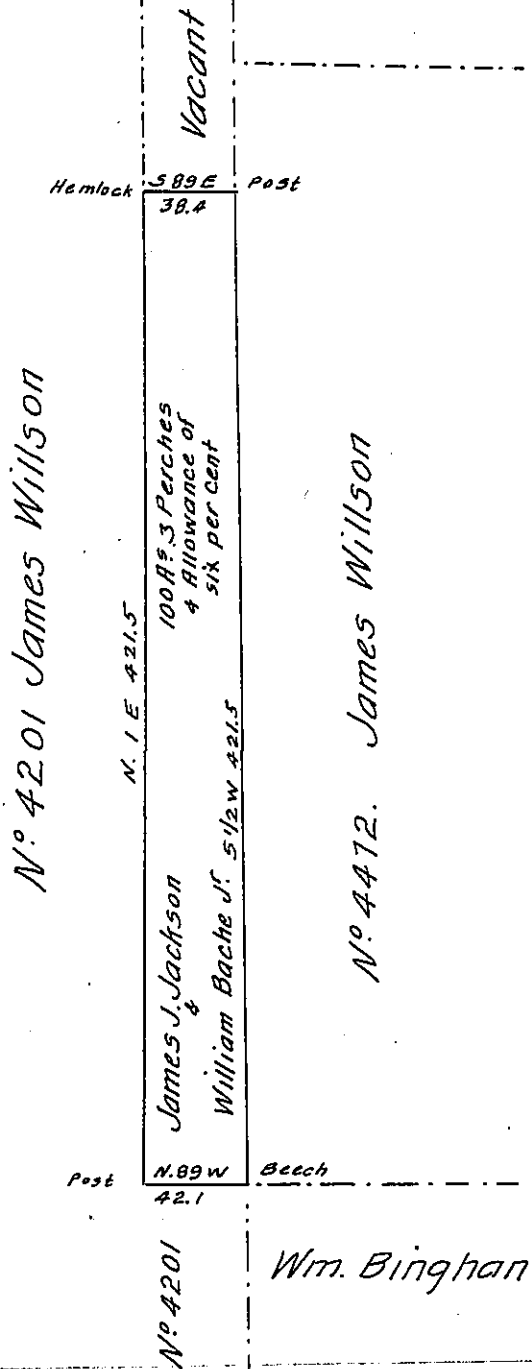 Vacant
Hemlock S 89 E Post
38.4
Nº 4201 James Willson
N. 1 E 421.5
100 Aˢ. 3 Perches
& Allowance of
six per cent
James J. Jackson
&
William Bache Jʳ. S 1/2 W 421.5
Nº 4472. James Willson
Post N. 89 W Beech
42.1
Nº 4201
Wm. Binghan